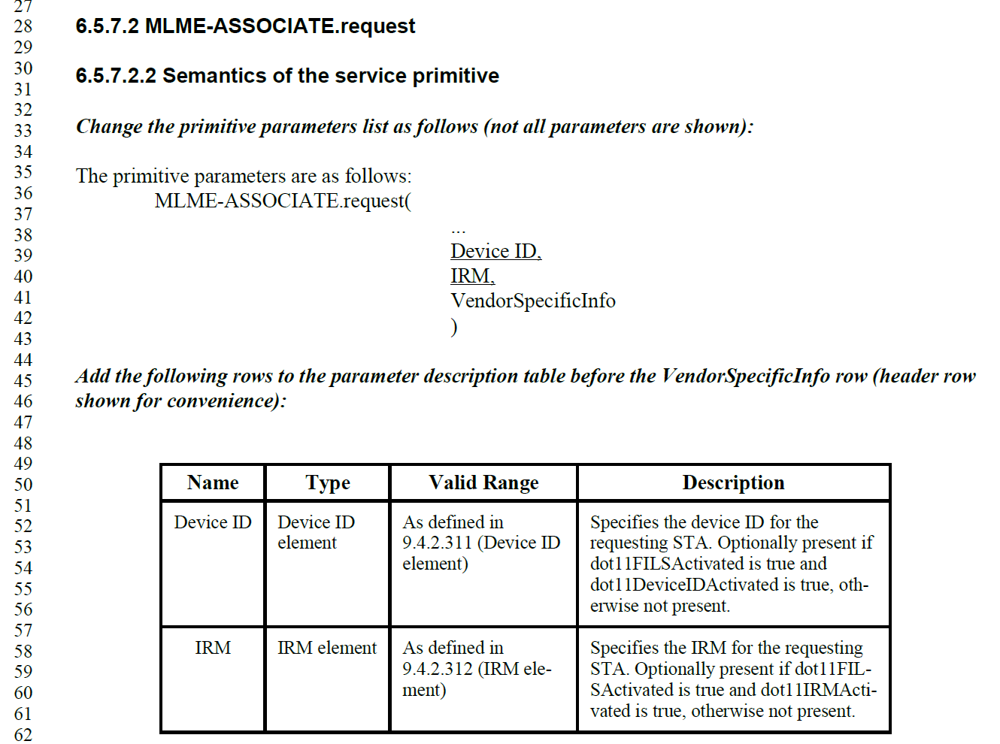 27
28 6.5.7.2 MLME-ASSOCIATE.request
29
30 6.5.7.2.2 Semantics of the service primitive
31
32
33 Change the primitive parameters list as follows (not all parameters are shown):
34
35 The primitive parameters are as follows:
36 MLME-ASSOCIATE.request(
37
38 ...
39 Device ID,
40 IRM,
41 VendorSpecificInfo
42 )
43
44
45 Add the following rows to the parameter description table before the VendorSpecificInfo row (header row
46 shown for convenience):
47
48
49
50 Name Type Valid Range Description
51
52 Device ID Device ID As defined in Specifies the device ID for the
53 element 9.4.2.311 (Device ID requesting STA. Optionally present if
54 element) dot11FILSActivated is true and
55 dot11DeviceIDActivated is true, oth-
56 erwise not present.
57
58 IRM IRM element As defined in Specifies the IRM for the requesting
59 9.4.2.312 (IRM ele- STA. Optionally present if dot11FIL-
60 ment) SActivated is true and dot11IRMActi-
61 vated is true, otherwise not present.
62